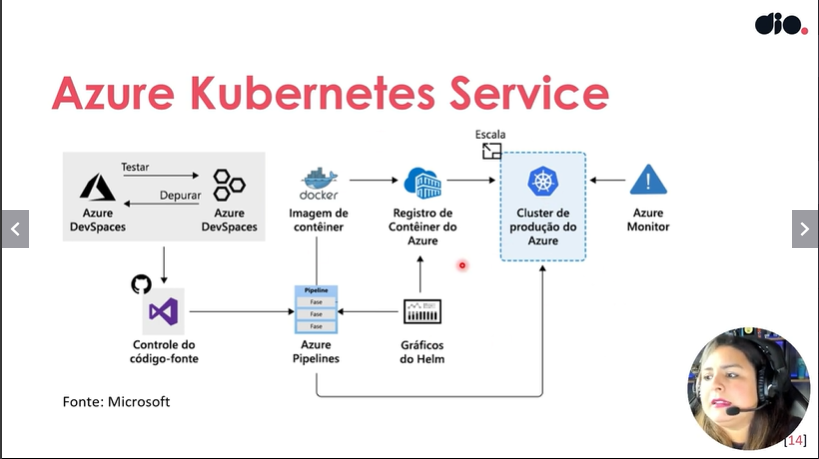 dio.
Azure Kubernetes Service
Escala
Testar
Depurar
Azure
DevSpaces
Azure
DevSpaces
docker
Imagem de
contêiner
Registro de
Contêiner do
Azure
Cluster de
produção do
Azure
Azure
Monitor
Controle do
código-fonte
Pipeline
Fase
Fase
Fase
Azure
Pipelines
Gráficos
do Helm
Fonte: Microsoft
[14]